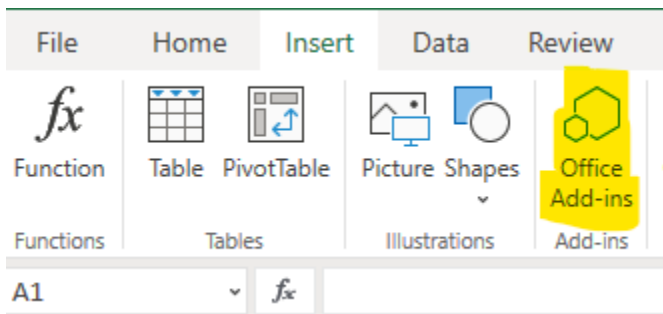 File Home Insert Data Review
fx
Function Table PivotTable Picture Shapes Office
Add-ins
Functions Tables Illustrations Add-ins
A1 fx